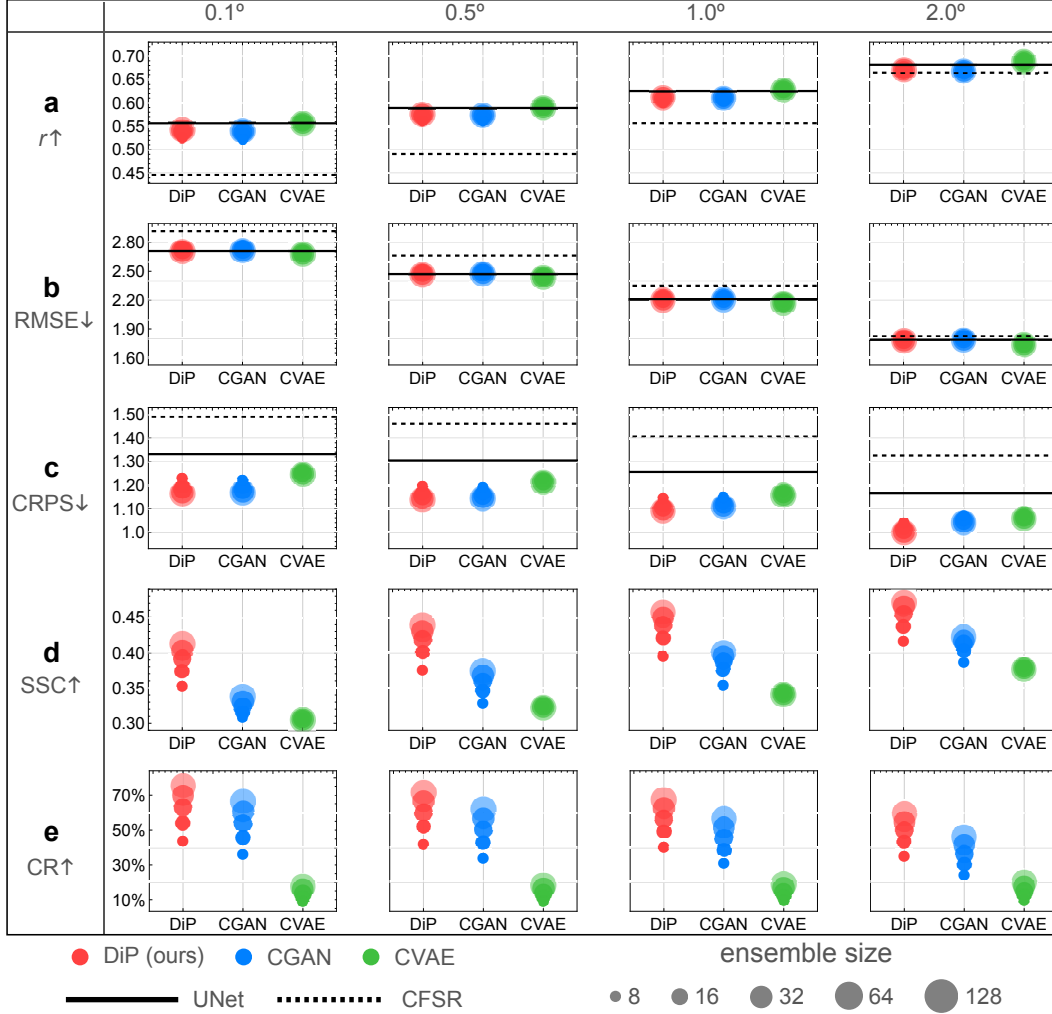 0.1º 0.5º 1.0º 2.0º
a
r↑
0.70
0.65
0.60
0.55
0.50
0.45
DiP CGAN CVAE DiP CGAN CVAE DiP CGAN CVAE DiP CGAN CVAE
b
RMSE↓
2.80
2.50
2.20
1.90
1.60
DiP CGAN CVAE DiP CGAN CVAE DiP CGAN CVAE DiP CGAN CVAE
c
CRPS↓
1.50
1.40
1.30
1.20
1.10
1.0
DiP CGAN CVAE DiP CGAN CVAE DiP CGAN CVAE DiP CGAN CVAE
d
SSC↑
0.45
0.40
0.35
0.30
DiP CGAN CVAE DiP CGAN CVAE DiP CGAN CVAE DiP CGAN CVAE
e
CR↑
70%
50%
30%
10%
DiP CGAN CVAE DiP CGAN CVAE DiP CGAN CVAE DiP CGAN CVAE
DiP (ours) CGAN CVAE
UNet CFSR
ensemble size
8 16 32 64 128